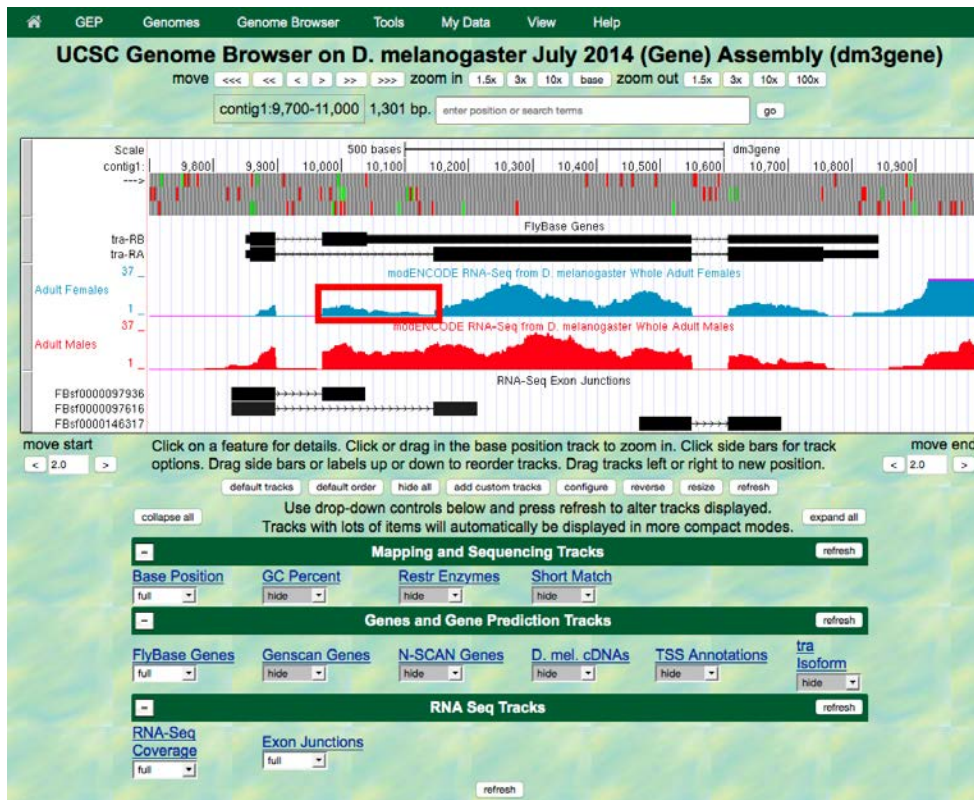 GEP Genomes Genome Browser Tools My Data View Help
UCSC Genome Browser on D. melanogaster July 2014 (Gene) Assembly (dm3gene)
move <<< << < > >> >>> zoom in 1.5x 3x 10x base zoom out 1.5x 3x 10x 100x
contig1:9,700-11,000 1,301 bp. enter position or search terms go
Scale 500 bases dm3gene
contig1: 9,800 9,900 10,000 10,100 10,200 10,300 10,400 10,500 10,600 10,700 10,800 10,900
--->
FlyBase Genes
tra-RB
tra-RA
37 _ modENCODE RNA-Seq from D. melanogaster Whole Adult Females
Adult Females
1 _
37 _ modENCODE RNA-Seq from D. melanogaster Whole Adult Males
Adult Males
1 _
RNA-Seq Exon Junctions
FBsf0000097936
FBsf0000097616
FBsf0000146317
move start Click on a feature for details. Click or drag in the base position track to zoom in. Click side bars for track move end
< 2.0 > options. Drag side bars or labels up or down to reorder tracks. Drag tracks left or right to new position. < 2.0 >
default tracks default order hide all add custom tracks configure reverse resize refresh
collapse all Use drop-down controls below and press refresh to alter tracks displayed. expand all
Tracks with lots of items will automatically be displayed in more compact modes.
- Mapping and Sequencing Tracks refresh
Base Position GC Percent Restr Enzymes Short Match
full hide hide hide
- Genes and Gene Prediction Tracks refresh
FlyBase Genes Genscan Genes N-SCAN Genes D. mel. cDNAs TSS Annotations tra Isoform
full hide hide hide hide hide
- RNA Seq Tracks refresh
RNA-Seq Coverage Exon Junctions
full full
refresh